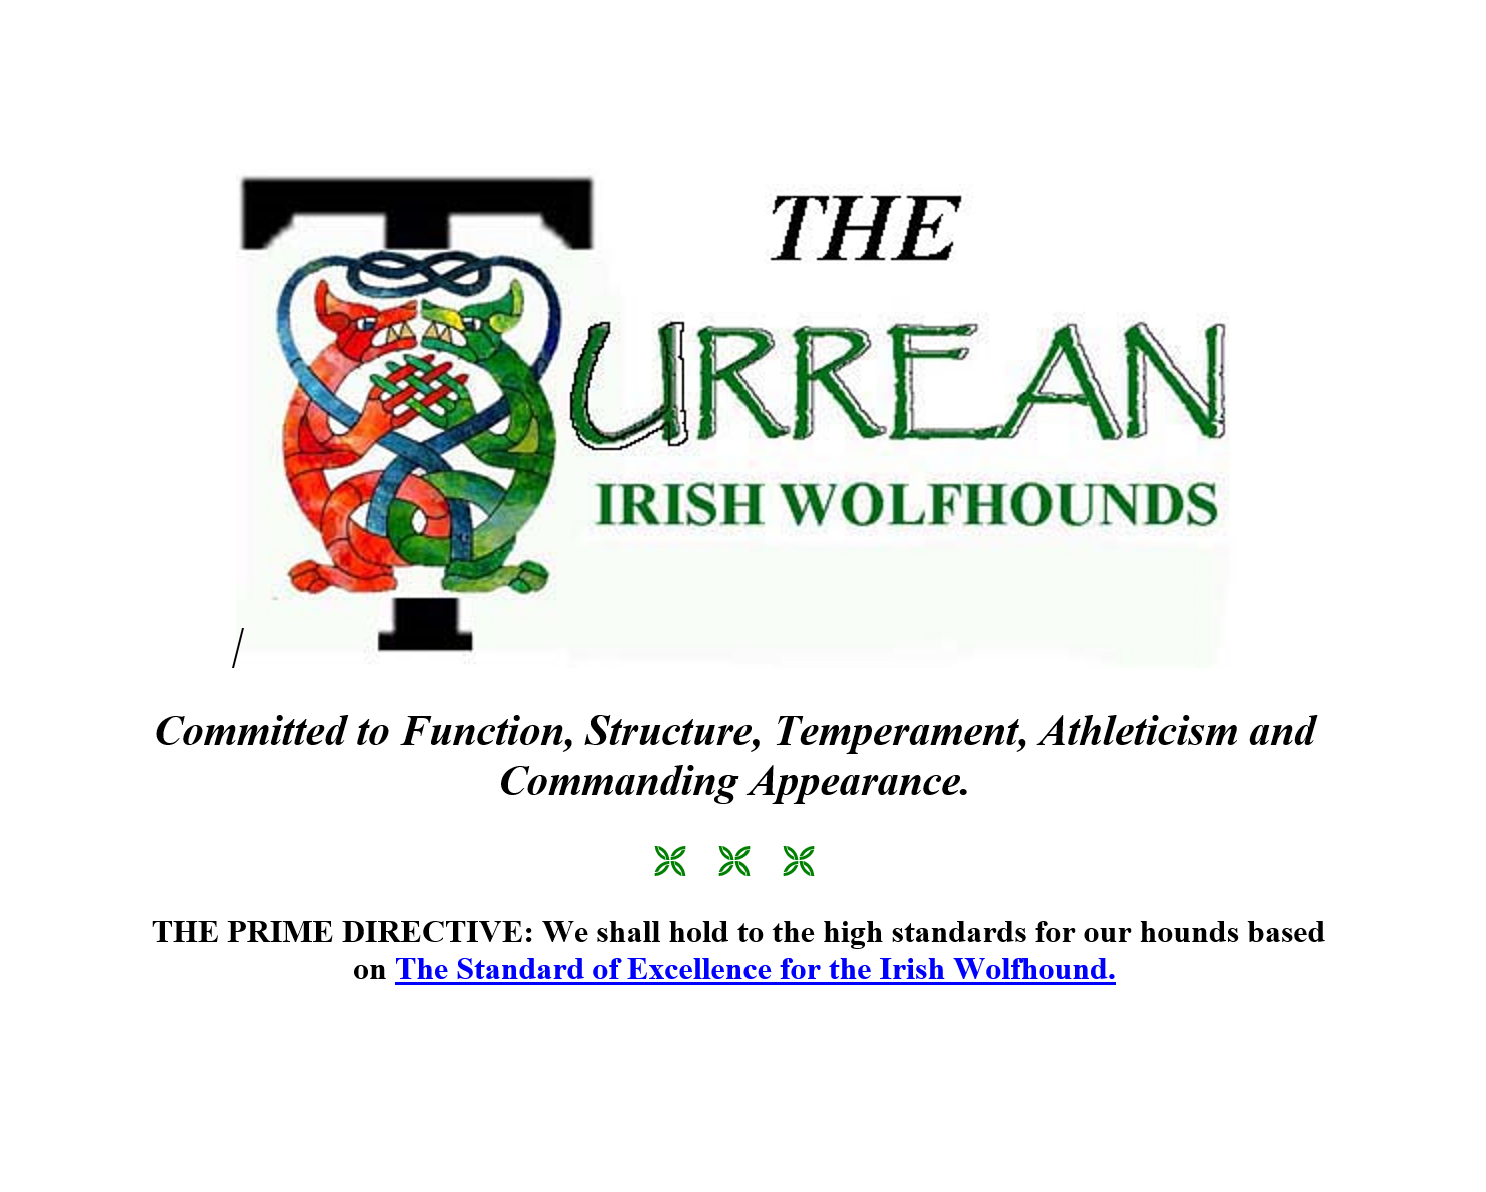 THE
TURREAN
IRISH WOLFHOUNDS
/
Committed to Function, Structure, Temperament, Athleticism and
Commanding Appearance.
THE PRIME DIRECTIVE: We shall hold to the high standards for our hounds based
on The Standard of Excellence for the Irish Wolfhound.